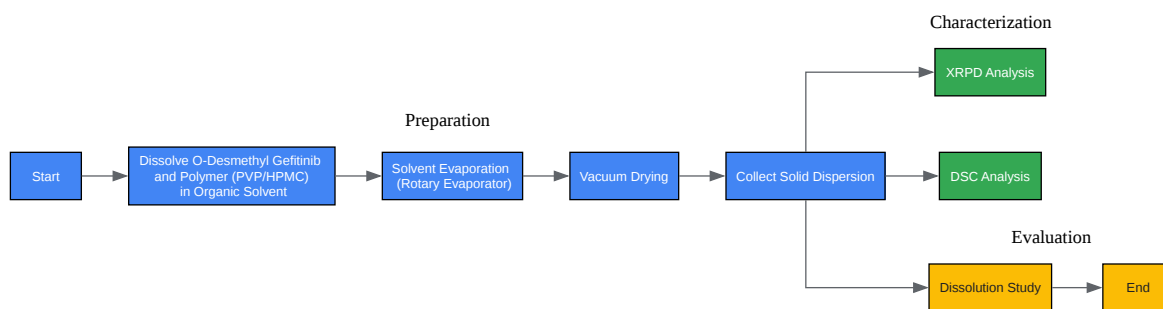 Characterization
XRPD Analysis
Preparation
Start
Dissolve O-Desmethyl Gefitinib
and Polymer (PVP/HPMC)
in Organic Solvent
Solvent Evaporation
(Rotary Evaporator)
Vacuum Drying
Collect Solid Dispersion
DSC Analysis
Evaluation
Dissolution Study
End